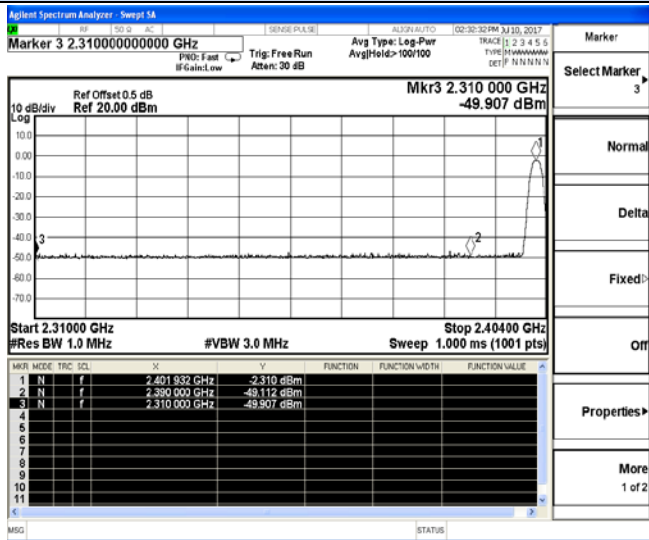 Agilent Spectrum Analyzer - Swept SA
RF 50 Ω AC SENSE:PULSE ALIGN AUTO 02:32:32 PM Jul 10, 2017
Marker 3 2.310000000000 GHz
PNO: Fast
IFGain:Low
Trig: Free Run
Atten: 30 dB
Avg Type: Log-Pwr
Avg|Hold:>100/100
TRACE 1 2 3 4 5 6
TYPE MWWWWW
DET P N N N N N
Ref Offset 0.5 dB
10 dB/div Ref 20.00 dBm
Log
Mkr3 2.310 000 GHz
-49.907 dBm
10.0
0.00
-10.0
-20.0
-30.0
-40.0
-50.0
-60.0
-70.0
1
2
3
Start 2.31000 GHz Stop 2.40400 GHz
#Res BW 1.0 MHz #VBW 3.0 MHz Sweep 1.000 ms (1001 pts)
MKR MODE TRC SCL X Y FUNCTION FUNCTION WIDTH FUNCTION VALUE
1 N f 2.401 932 GHz -2.310 dBm
2 N f 2.390 000 GHz -49.112 dBm
3 N f 2.310 000 GHz -49.907 dBm
4
5
6
7
8
9
10
11
MSG STATUS
Marker
Select Marker
3
Normal
Delta
Fixed
Off
Properties
More
1 of 2